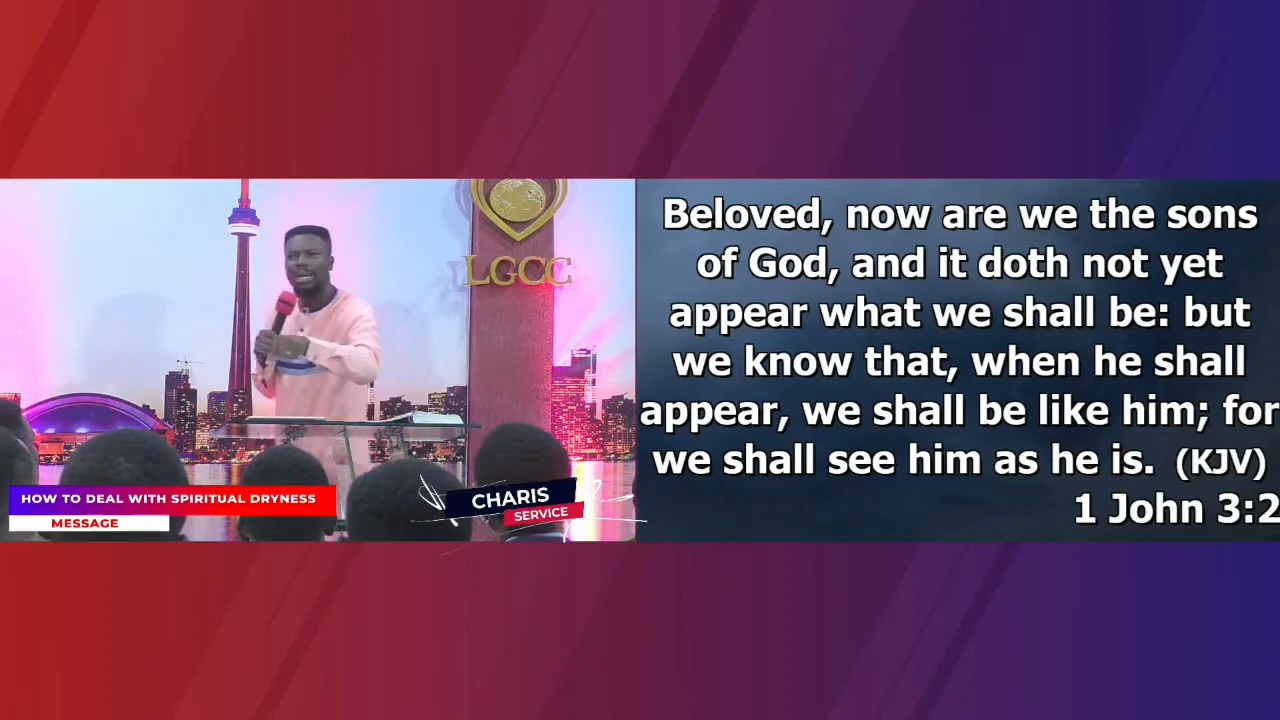 LGCC
HOW TO DEAL WITH SPIRITUAL DRYNESS
MESSAGE
CHARIS
SERVICE
Beloved, now are we the sons
of God, and it doth not yet
appear what we shall be: but
we know that, when he shall
appear, we shall be like him; for
we shall see him as he is. (KJV)
1 John 3:2